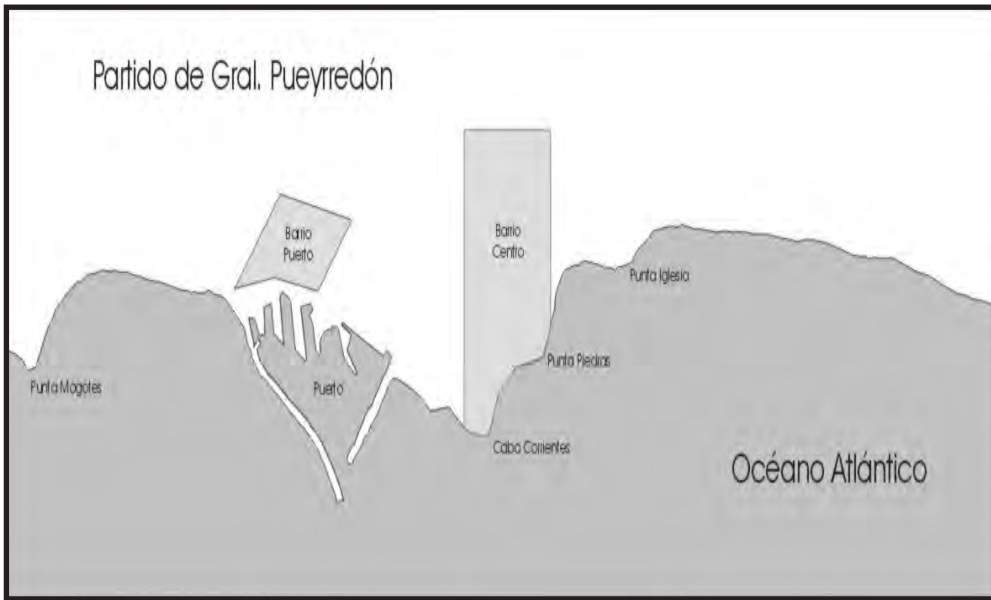 Partido de Gral. Pueyrredón
Barrio
Puerto
Barrio
Centro
Punta Iglesia
Punta Piedras
Punta Mogotes
Puerto
Cabo Corrientes
Océano Atlántico